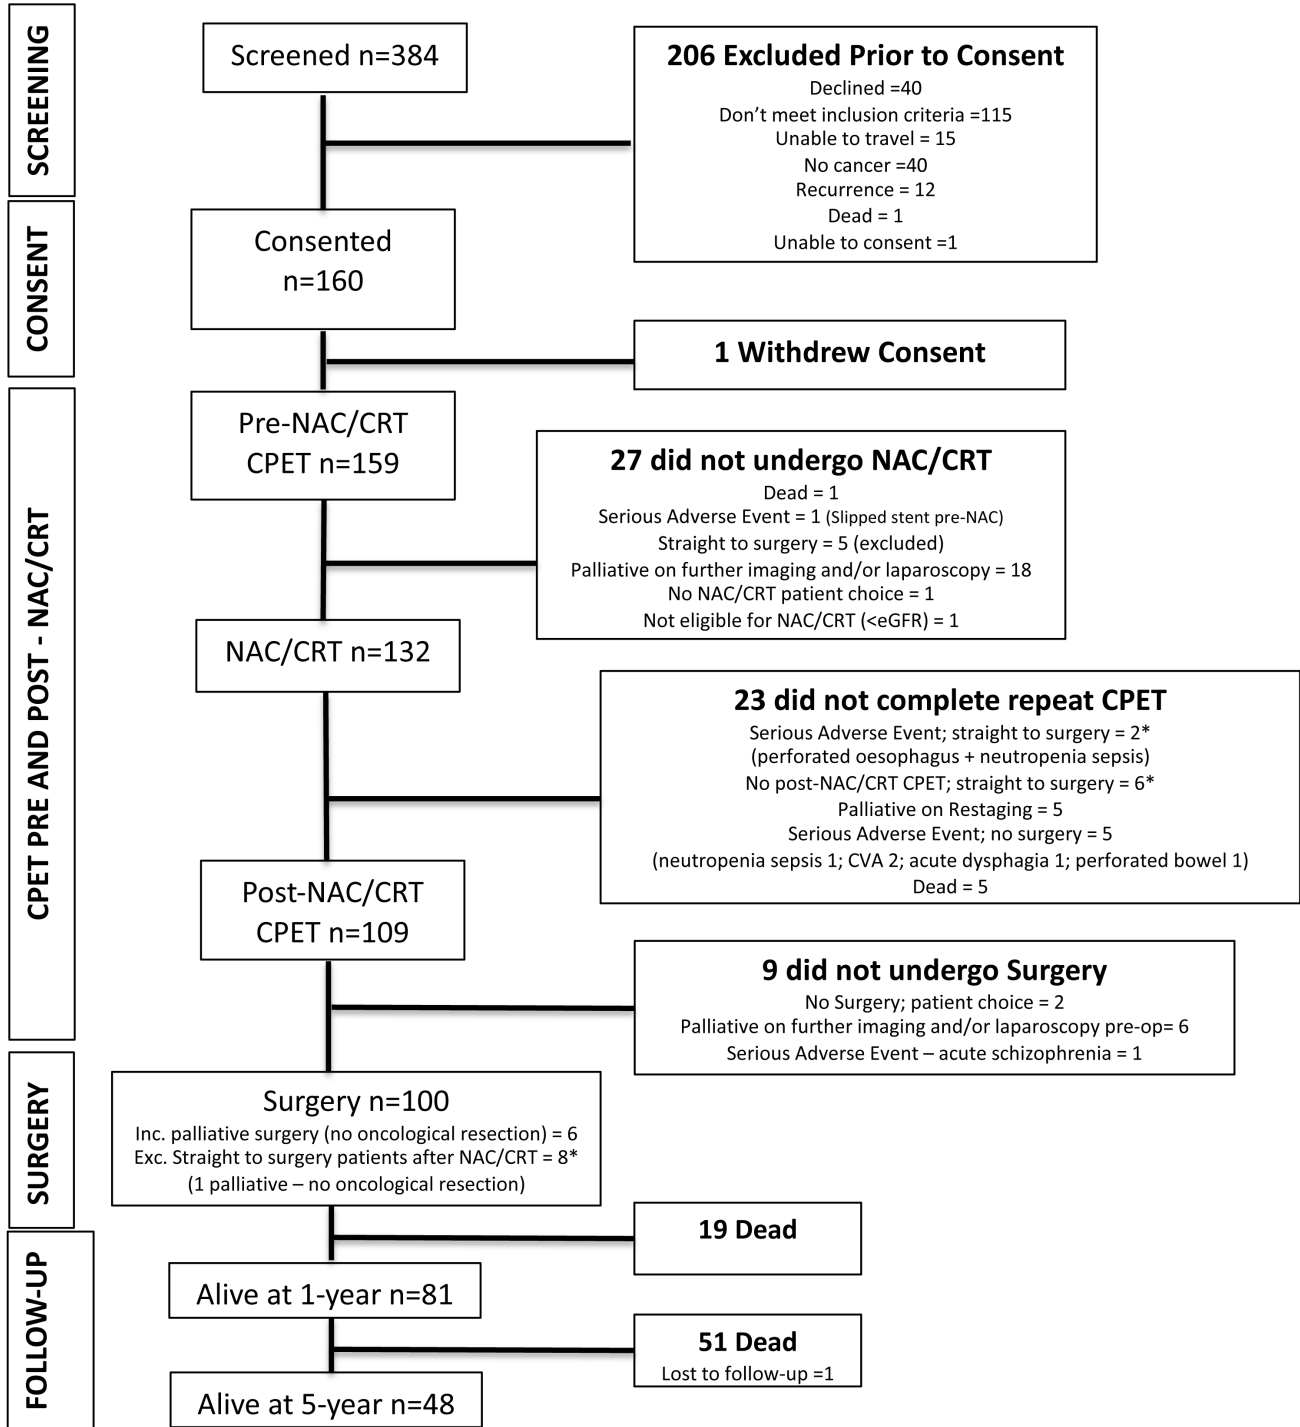 SCREENING
Screened n=384
206 Excluded Prior to Consent
Declined =40
Don’t meet inclusion criteria =115
Unable to travel = 15
No cancer =40
Recurrence = 12
Dead = 1
Unable to consent =1
CONSENT
Consented
n=160
1 Withdrew Consent
CPET PRE AND POST - NAC/CRT
Pre-NAC/CRT
CPET n=159
27 did not undergo NAC/CRT
Dead = 1
Serious Adverse Event = 1 (Slipped stent pre-NAC)
Straight to surgery = 5 (excluded)
Palliative on further imaging and/or laparoscopy = 18
No NAC/CRT patient choice = 1
Not eligible for NAC/CRT (<eGFR) = 1
NAC/CRT n=132
23 did not complete repeat CPET
Serious Adverse Event; straight to surgery = 2*
(perforated oesophagus + neutropenia sepsis)
No post-NAC/CRT CPET; straight to surgery = 6*
Palliative on Restaging = 5
Serious Adverse Event; no surgery = 5
(neutropenia sepsis 1; CVA 2; acute dysphagia 1; perforated bowel 1)
Dead = 5
Post-NAC/CRT
CPET n=109
9 did not undergo Surgery
No Surgery; patient choice = 2
Palliative on further imaging and/or laparoscopy pre-op= 6
Serious Adverse Event – acute schizophrenia = 1
SURGERY
Surgery n=100
Inc. palliative surgery (no oncological resection) = 6
Exc. Straight to surgery patients after NAC/CRT = 8*
(1 palliative – no oncological resection)
19 Dead
FOLLOW-UP
Alive at 1-year n=81
51 Dead
Lost to follow-up =1
Alive at 5-year n=48